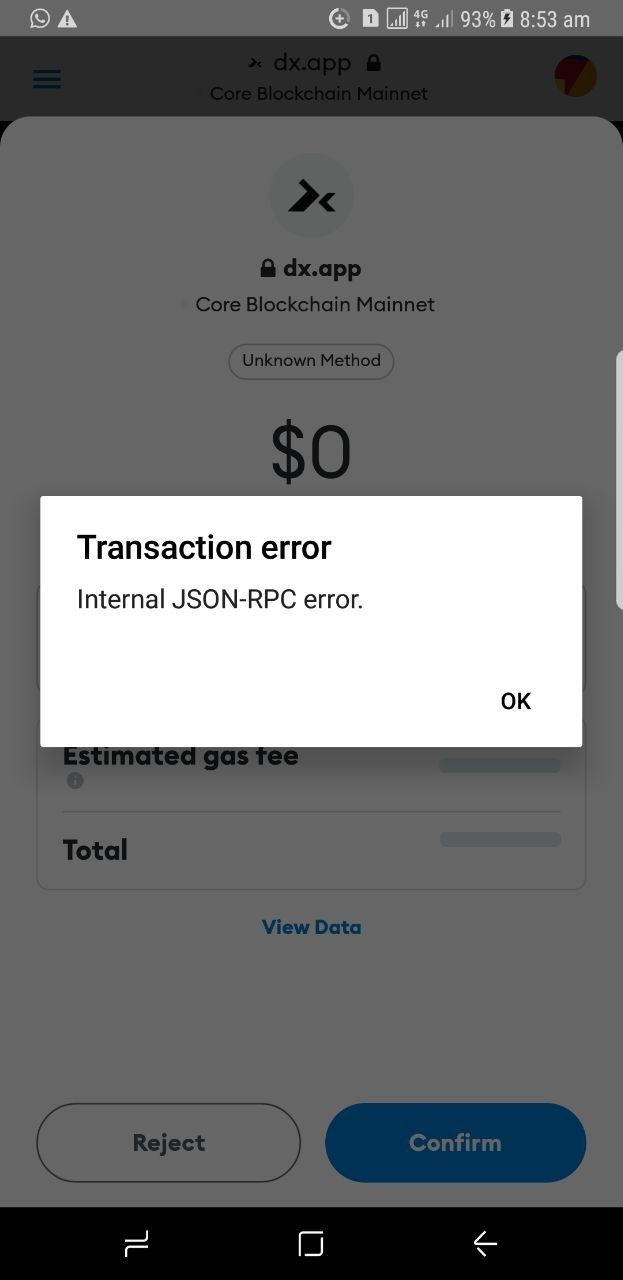 1 4G 93% 8:53 am
dx.app
Core Blockchain Mainnet
dx.app
Core Blockchain Mainnet
Unknown Method
$0
Transaction error
Internal JSON-RPC error.
OK
Estimated gas fee
Total
View Data
Reject
Confirm